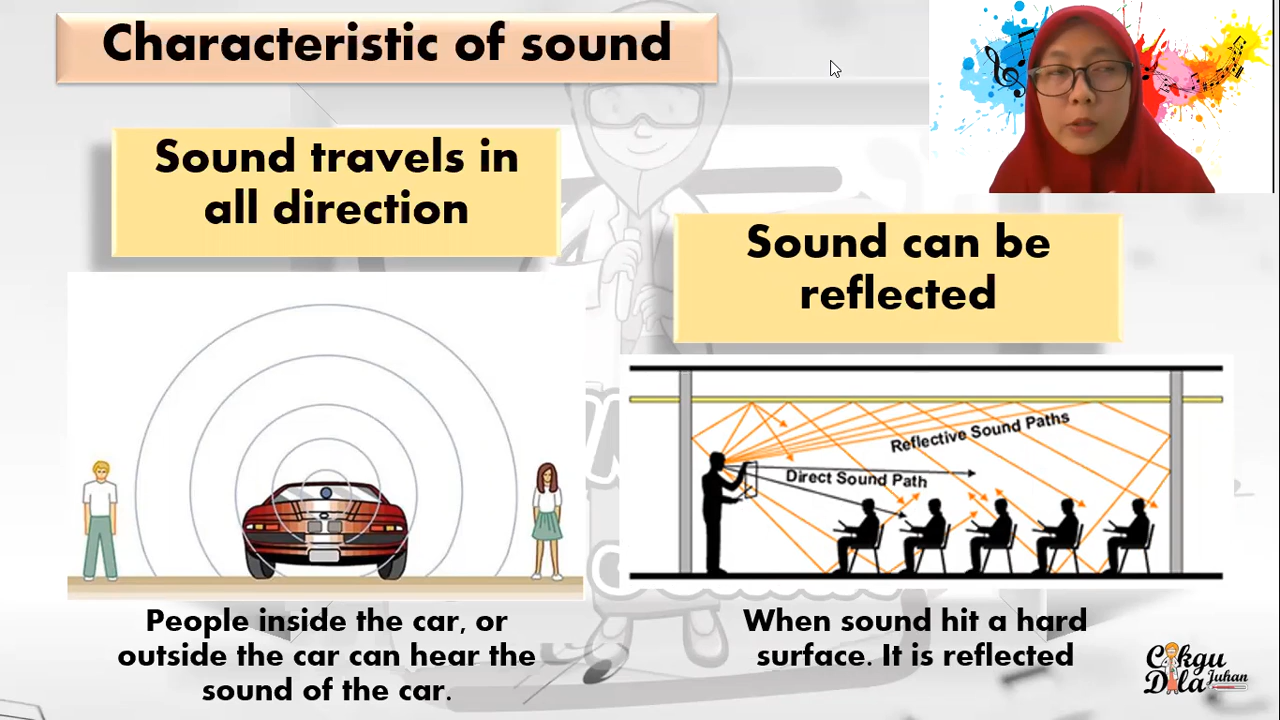 Characteristic of sound
Sound travels in
all direction
Sound can be
reflected
Reflective Sound Paths
Direct Sound Path
People inside the car, or
outside the car can hear the
sound of the car.
When sound hit a hard
surface. It is reflected
Cikgu
Dila Juhan